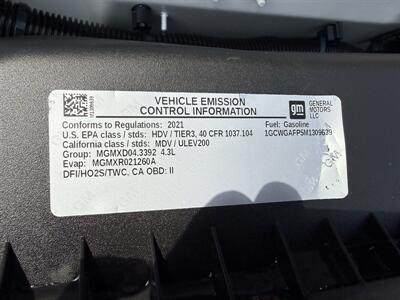 VEHICLE EMISSION
CONTROL INFORMATION
gm
GENERAL
MOTORS
LLC
Conforms to Regulations: 2021
Fuel: Gasoline
U.S. EPA class / stds: HDV / TIER3, 40 CFR 1037.104
1GCWGAFP5M1309639
California class / stds: MDV / ULEV200
Group: MGMXD04.3392 4.3L
Evap: MGMXR021260A
DFI/HO2S/TWC, CA OBD: II